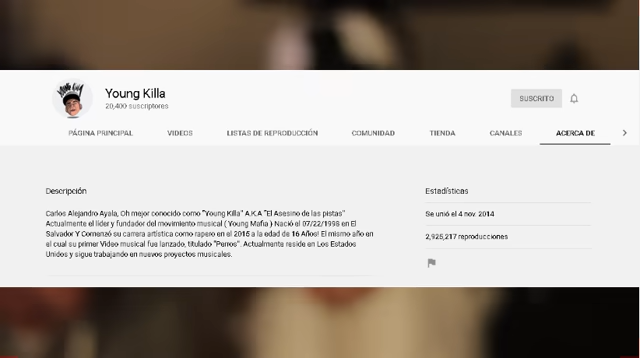 Young Killa
20,400 suscriptores
SUSCRITO
PÁGINA PRINCIPAL
VIDEOS
LISTAS DE REPRODUCCIÓN
COMUNIDAD
TIENDA
CANALES
ACERCA DE
Descripción
Carlos Alejandro Ayala, Oh mejor conocido como "Young Killa" A.K.A "El Asesino de las pistas"
Actualmente el líder y fundador del movimiento musical ( Young Mafia ) Nació el 07/22/1998 en El
Salvador Y Comenzó su carrera artística como rapero en el 2015 a la edad de 16 Años! El mismo año en
el cual su primer Video musical fue lanzado, titulado "Perros". Actualmente reside en Los Estados
Unidos y sigue trabajando en nuevos proyectos musicales.
Estadísticas
Se unió el 4 nov. 2014
2,925,217 reproducciones